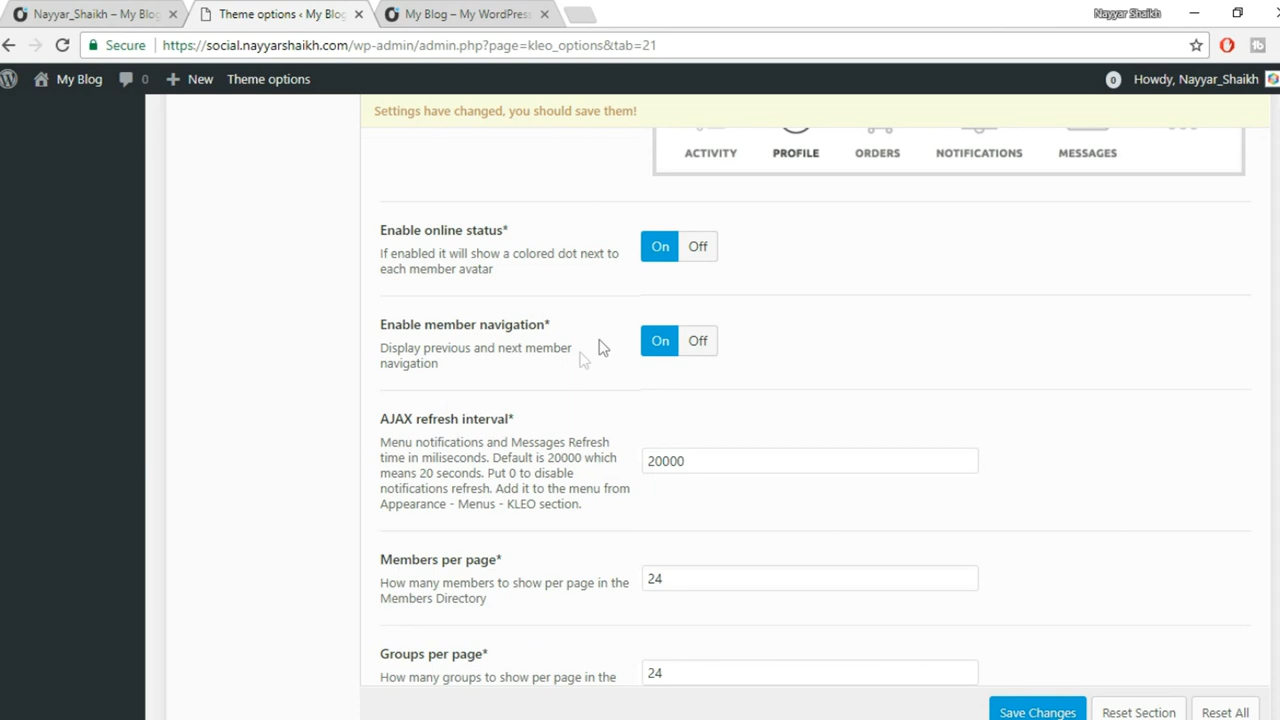 Nayyar_Shaikh – My Blog
Theme options ‹ My Blog
My Blog – My WordPress
Nayyar Shaikh
Secure
https://social.nayyarshaikh.com/wp-admin/admin.php?page=kleo_options&tab=21
My Blog
0
New
Theme options
0
Howdy, Nayyar_Shaikh
Settings have changed, you should save them!
ACTIVITY
PROFILE
ORDERS
NOTIFICATIONS
MESSAGES
Enable online status*
If enabled it will show a colored dot next to
each member avatar
On
Off
Enable member navigation*
Display previous and next member
navigation
On
Off
AJAX refresh interval*
Menu notifications and Messages Refresh
time in miliseconds. Default is 20000 which
means 20 seconds. Put 0 to disable
notifications refresh. Add it to the menu from
Appearance - Menus - KLEO section.
20000
Members per page*
How many members to show per page in the
Members Directory
24
Groups per page*
How many groups to show per page in the
24
Save Changes
Reset Section
Reset All